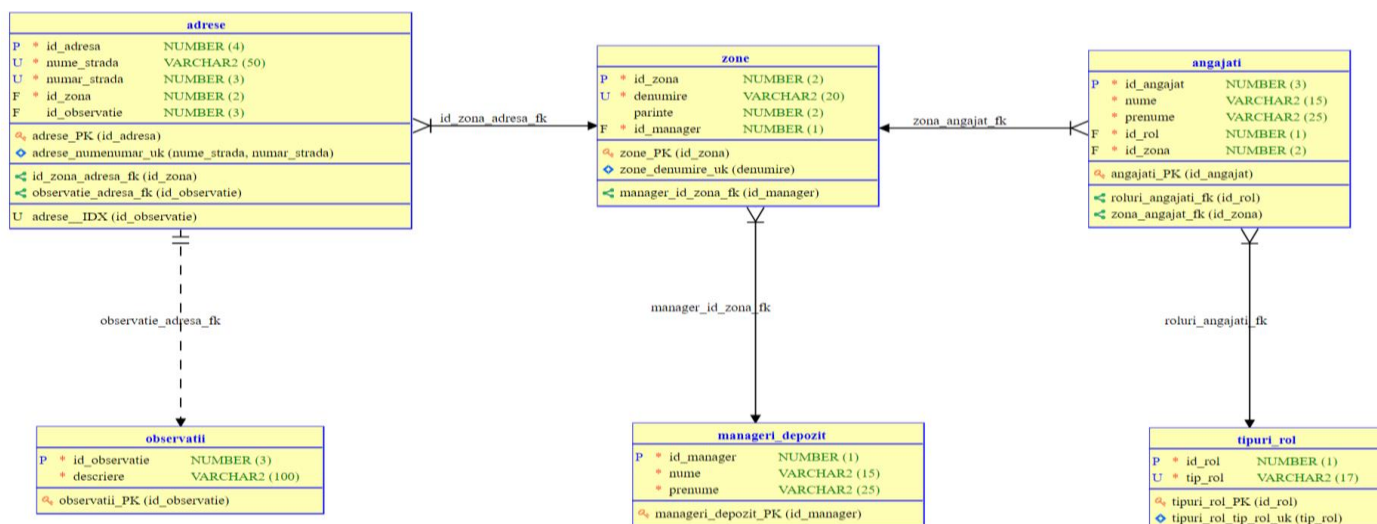 adrese
P * id_adresa NUMBER (4)
U * nume_strada VARCHAR2 (50)
U * numar_strada NUMBER (3)
F * id_zona NUMBER (2)
F id_observatie NUMBER (3)
adrese_PK (id_adresa)
adrese_numenumar_uk (nume_strada, numar_strada)
id_zona_adresa_fk (id_zona)
observatie_adresa_fk (id_observatie)
U adrese__IDX (id_observatie)
id_zona_adresa_fk
zone
P * id_zona NUMBER (2)
U * denumire VARCHAR2 (20)
parinte NUMBER (2)
F * id_manager NUMBER (1)
zone_PK (id_zona)
zone_denumire_uk (denumire)
manager_id_zona_fk (id_manager)
zona_angajat_fk
angajati
P * id_angajat NUMBER (3)
* nume VARCHAR2 (15)
* prenume VARCHAR2 (25)
F * id_rol NUMBER (1)
F * id_zona NUMBER (2)
angajati_PK (id_angajat)
roluri_angajati_fk (id_rol)
zona_angajat_fk (id_zona)
observatie_adresa_fk
manager_id_zona_fk
roluri_angajati_fk
observatii
P * id_observatie NUMBER (3)
* descriere VARCHAR2 (100)
observatii_PK (id_observatie)
manageri_depozit
P * id_manager NUMBER (1)
* nume VARCHAR2 (15)
* prenume VARCHAR2 (25)
manageri_depozit_PK (id_manager)
tipuri_rol
P * id_rol NUMBER (1)
U * tip_rol VARCHAR2 (17)
tipuri_rol_PK (id_rol)
tipuri_rol_tip_rol_uk (tip_rol)